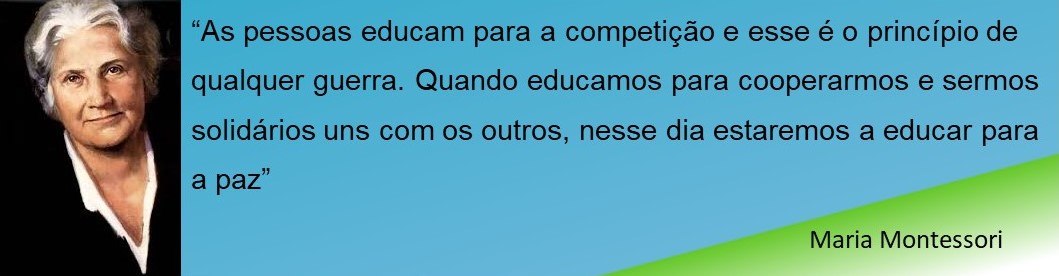 “As pessoas educam para a competição e esse é o princípio de
qualquer guerra. Quando educamos para cooperarmos e sermos
solidários uns com os outros, nesse dia estaremos a educar para
a paz”
Maria Montessori